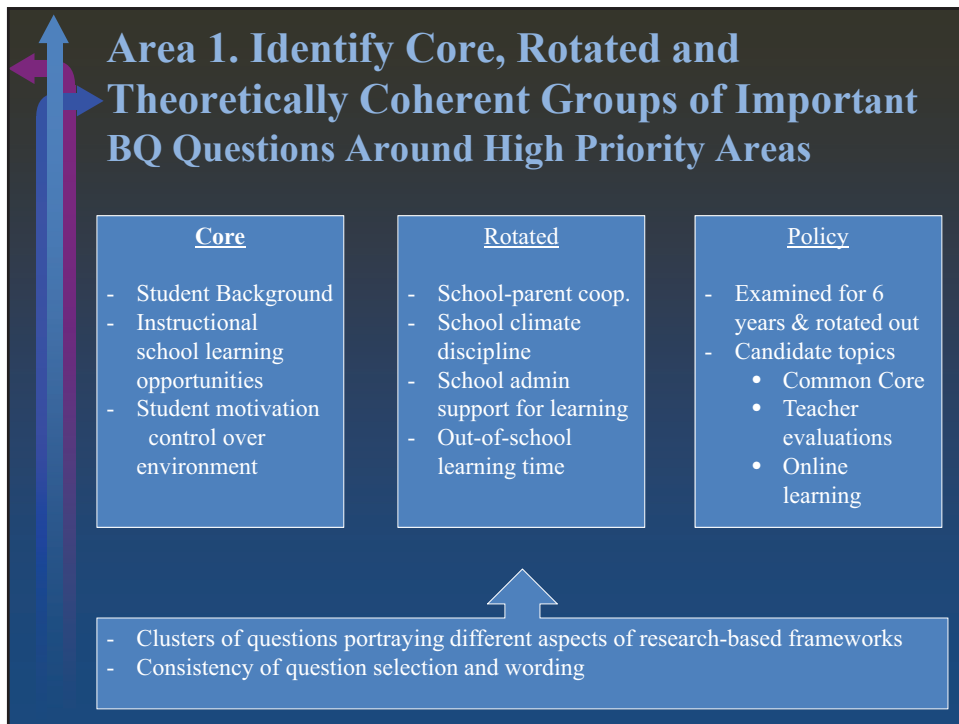 Area 1. Identify Core, Rotated and
Theoretically Coherent Groups of Important
BQ Questions Around High Priority Areas
Core
- Student Background
- Instructional
school learning
opportunities
- Student motivation
control over
environment
Rotated
- School-parent coop.
- School climate
discipline
- School admin
support for learning
- Out-of-school
learning time
Policy
- Examined for 6
years & rotated out
- Candidate topics
• Common Core
• Teacher
evaluations
• Online
learning
- Clusters of questions portraying different aspects of research-based frameworks
- Consistency of question selection and wording